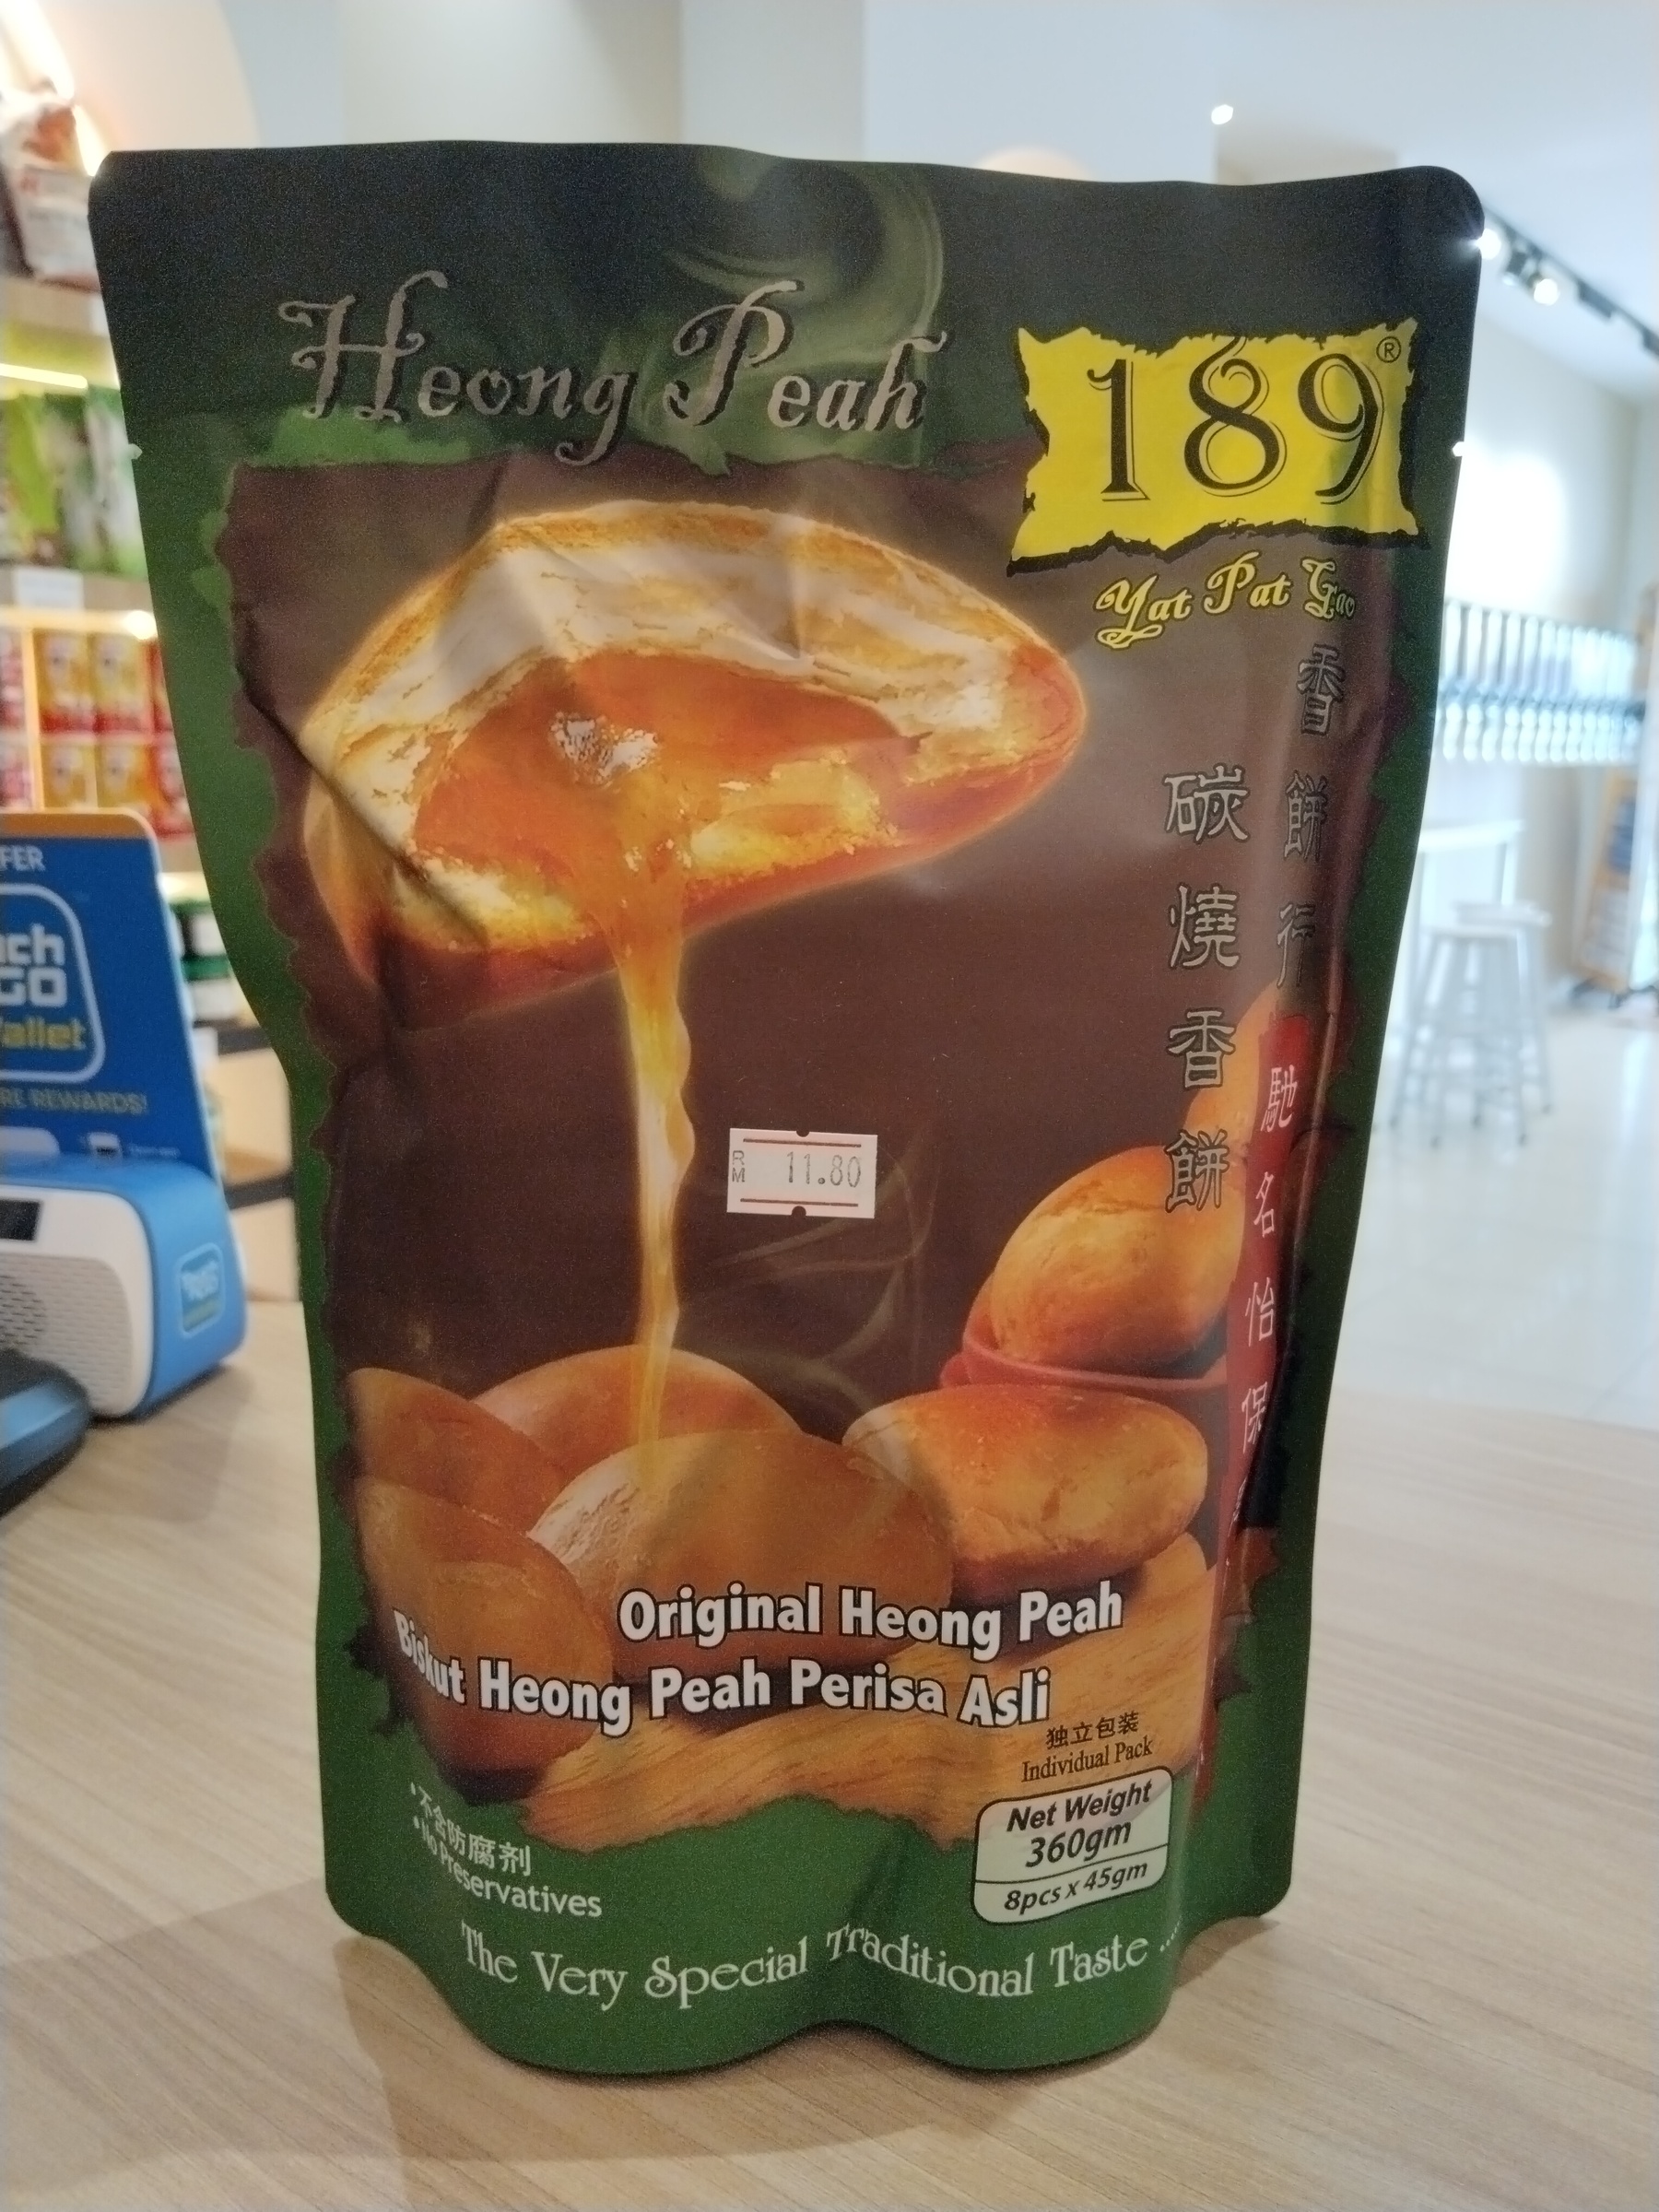 Heong Peah
189®
Yat Pat Gao
香餅行
碳燒香餅
馳名怡保
RM 11.80
Original Heong Peah
Biskut Heong Peah Perisa Asli
独立包装
Individual Pack
Net Weight
360gm
8pcs x 45gm
• 不含防腐剂
• No Preservatives
The Very Special Traditional Taste .....
GO
REWARDS!